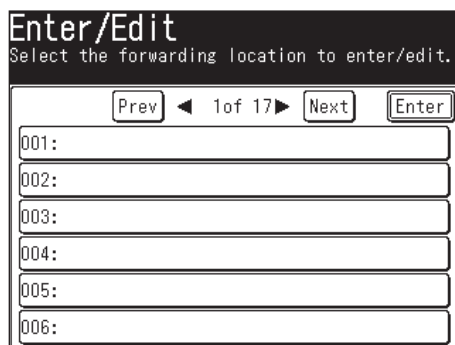 Enter/Edit
Select the forwarding location to enter/edit.
Prev ◀ 1of 17▶ Next Enter
001:
002:
003:
004:
005:
006: